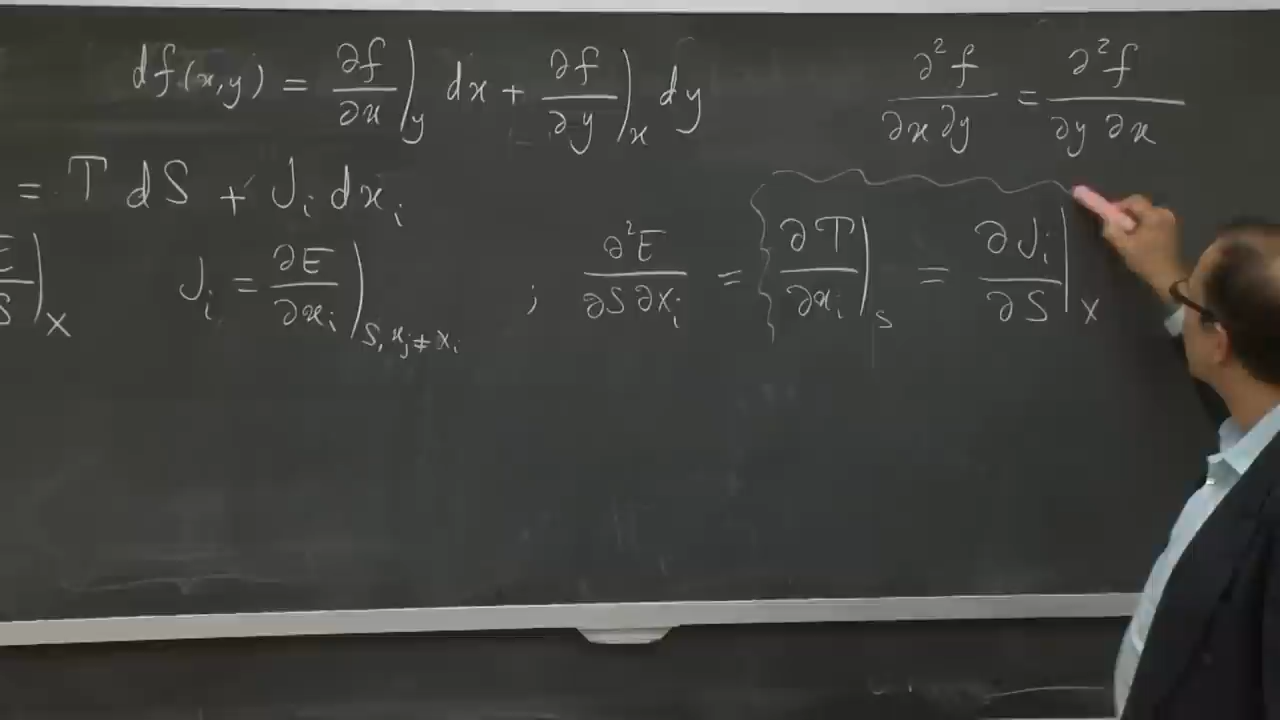 df(x,y) = ∂f/∂x|_y dx + ∂f/∂y|_x dy    ∂²f/∂x∂y = ∂²f/∂y ∂x
= T dS + J_i dx_i
E/S|_x    J_i = ∂E/∂x_i|_{S, x_j≠x_i} ; ∂²E/∂S∂x_i = ∂T/∂x_i|_S = ∂J_i/∂S|_x